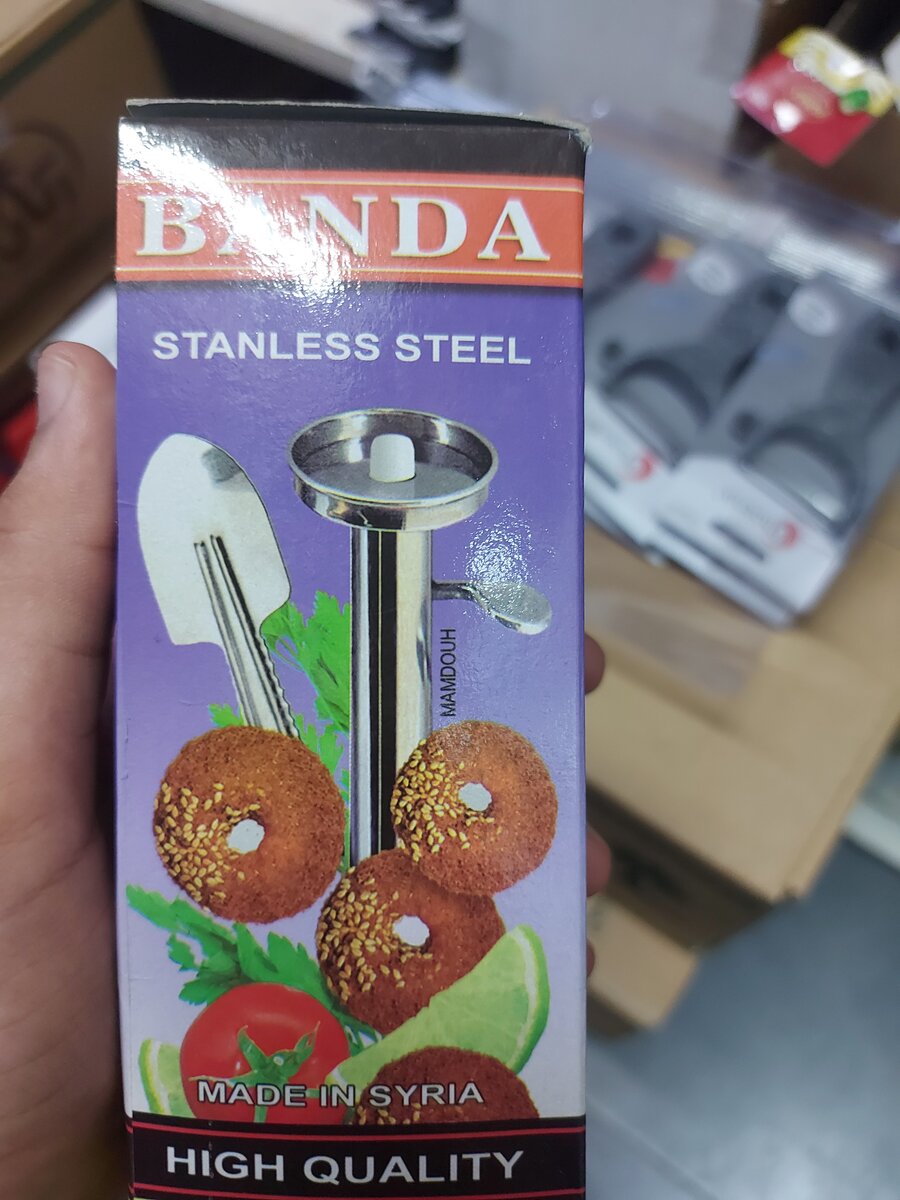 BANDA
STANLESS STEEL
MAMDOUH
MADE IN SYRIA
HIGH QUALITY